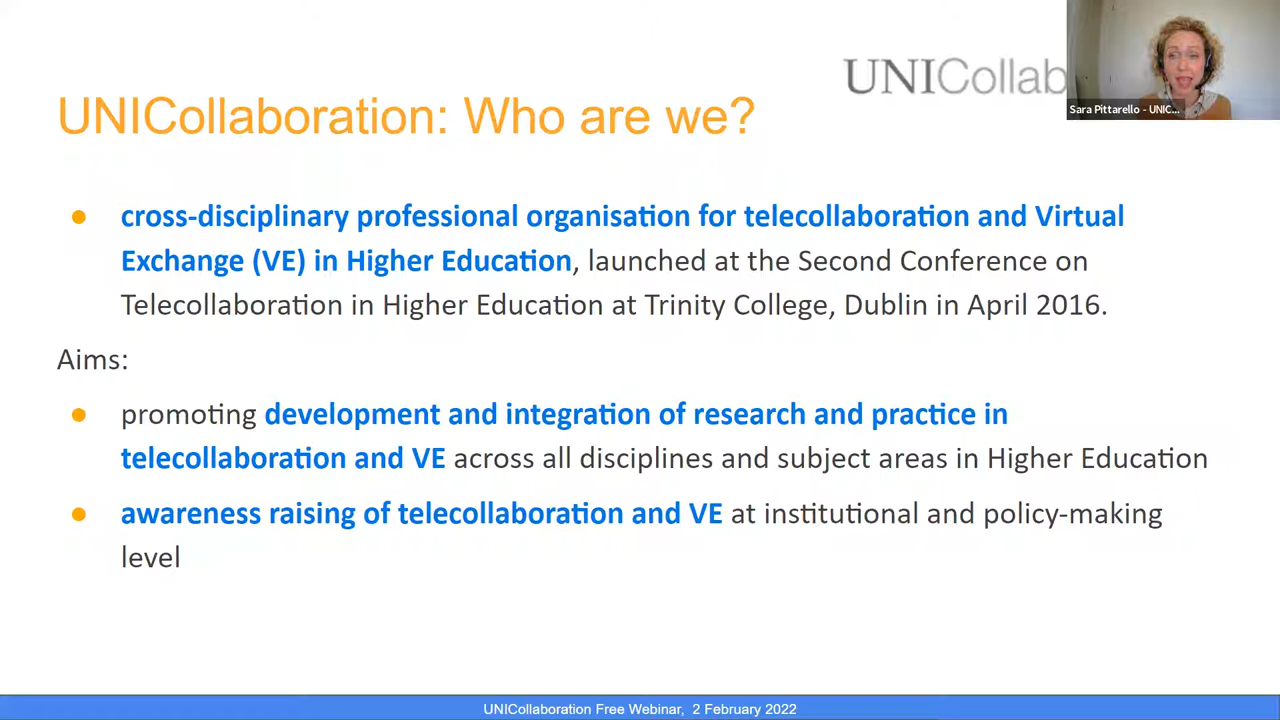 UNICollab
Sara Pittarello - UNIC...
UNICollaboration: Who are we?
● cross-disciplinary professional organisation for telecollaboration and Virtual
Exchange (VE) in Higher Education, launched at the Second Conference on
Telecollaboration in Higher Education at Trinity College, Dublin in April 2016.
Aims:
● promoting development and integration of research and practice in
telecollaboration and VE across all disciplines and subject areas in Higher Education
● awareness raising of telecollaboration and VE at institutional and policy-making
level
UNICollaboration Free Webinar, 2 February 2022